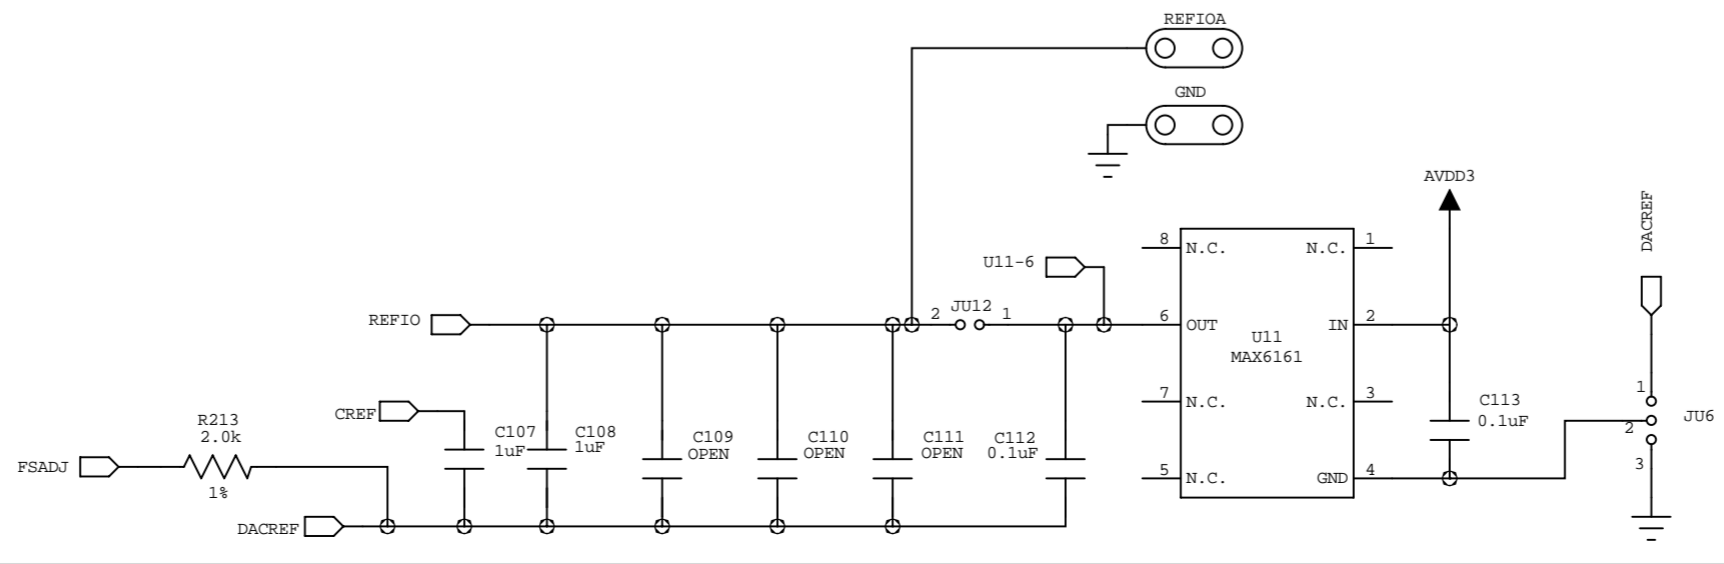 REFIOA
GND
AVDD3
DACREF
8 N.C. N.C. 1
U11-6
JU12
REFIO 2 1 6 OUT IN 2
U11
MAX6161
1
7 N.C. N.C. 3
CREF
C113
0.1uF
JU6
2
R213
2.0k
C107
1uF
C108
1uF
C109
OPEN
C110
OPEN
C111
OPEN
C112
0.1uF
3
FSADJ
1%
5 N.C. GND 4
DACREF